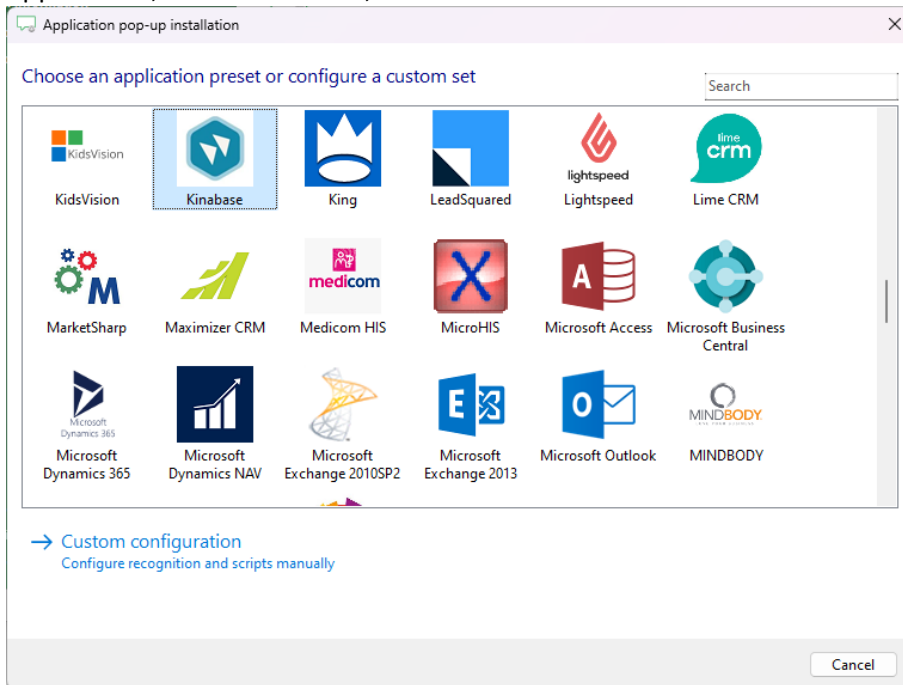 Application pop-up installation
Choose an application preset or configure a custom set
Search
KidsVision
lightspeed
lime
crm
KidsVision
Kinabase
King
LeadSquared
Lightspeed
Lime CRM
M
medicom
X
A
MarketSharp
Maximizer CRM
Medicom HIS
MicroHIS
Microsoft Access
Microsoft Business
Central
Microsoft
Dynamics 365
E
O
MINDBODY
Microsoft
Dynamics 365
Microsoft
Dynamics NAV
Microsoft
Exchange 2010SP2
Microsoft
Exchange 2013
Microsoft Outlook
MINDBODY
→ Custom configuration
Configure recognition and scripts manually
Cancel